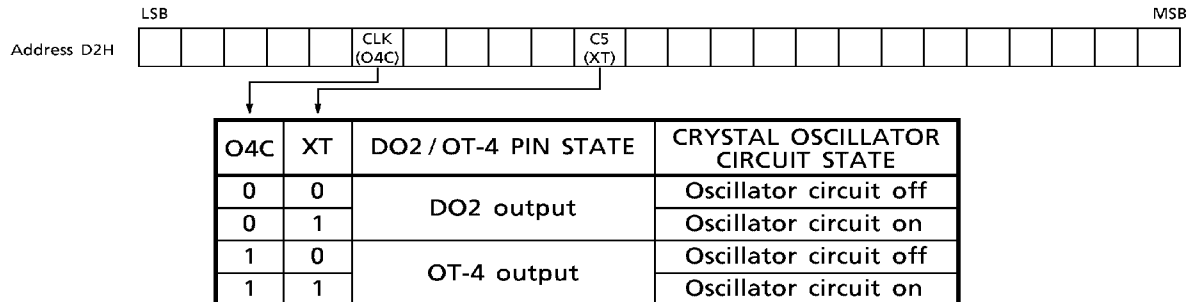 LSB MSB
Address D2H CLK (O4C) C5 (XT)
O4C XT DO2 / OT-4 PIN STATE CRYSTAL OSCILLATOR CIRCUIT STATE
0 0 DO2 output Oscillator circuit off
0 1 Oscillator circuit on
1 0 OT-4 output Oscillator circuit off
1 1 Oscillator circuit on